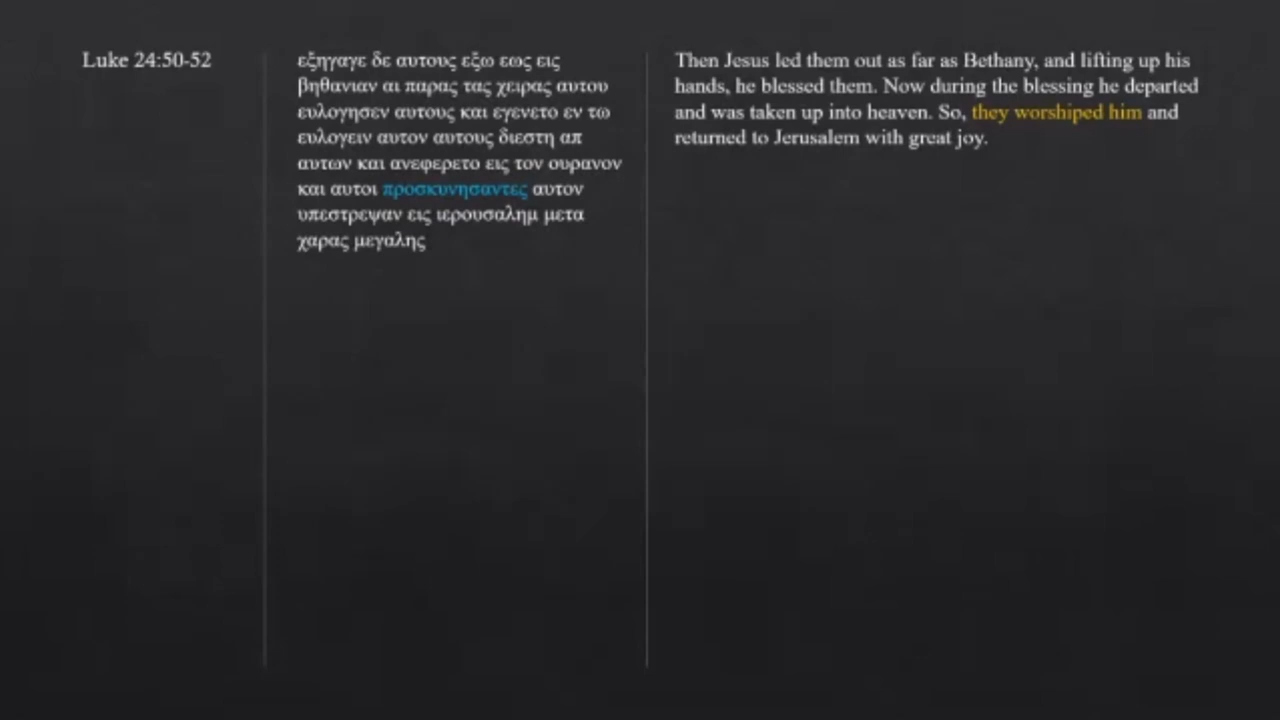 Luke 24:50-52
εξηγαγε δε αυτους εξω εως εις
βηθανιαν αι παρας τας χειρας αυτου
ευλογησεν αυτους και εγενετο εν τω
ευλογειν αυτον αυτους διεστη απ
αυτων και ανεφερετο εις τον ουρανον
και αυτοι προσκυνησαντες αυτον
υπεστρεψαν εις ιερουσαλημ μετα
χαρας μεγαλης
Then Jesus led them out as far as Bethany, and lifting up his
hands, he blessed them. Now during the blessing he departed
and was taken up into heaven. So, they worshiped him and
returned to Jerusalem with great joy.